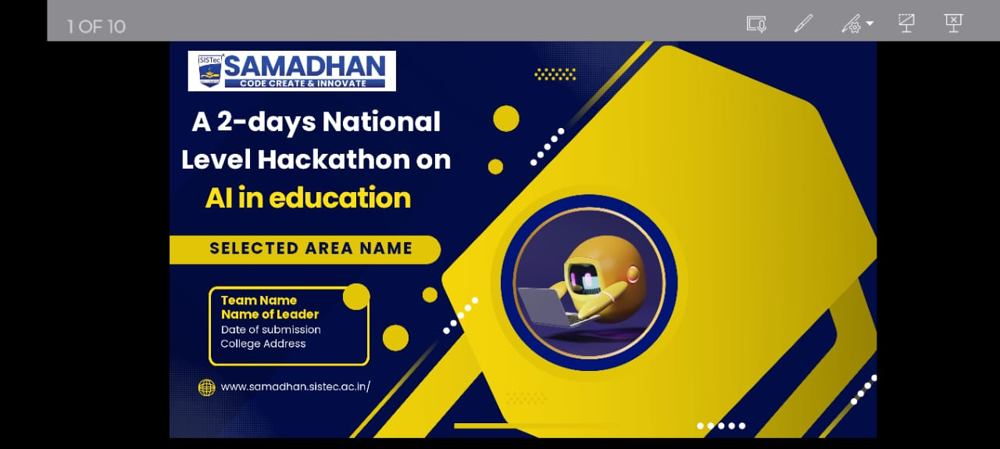 1 OF 10
SISTec
SAMADHAN
CODE CREATE & INNOVATE
A 2-days National
Level Hackathon on
AI in education
SELECTED AREA NAME
Team Name
Name of Leader
Date of submission
College Address
www.samadhan.sistec.ac.in/